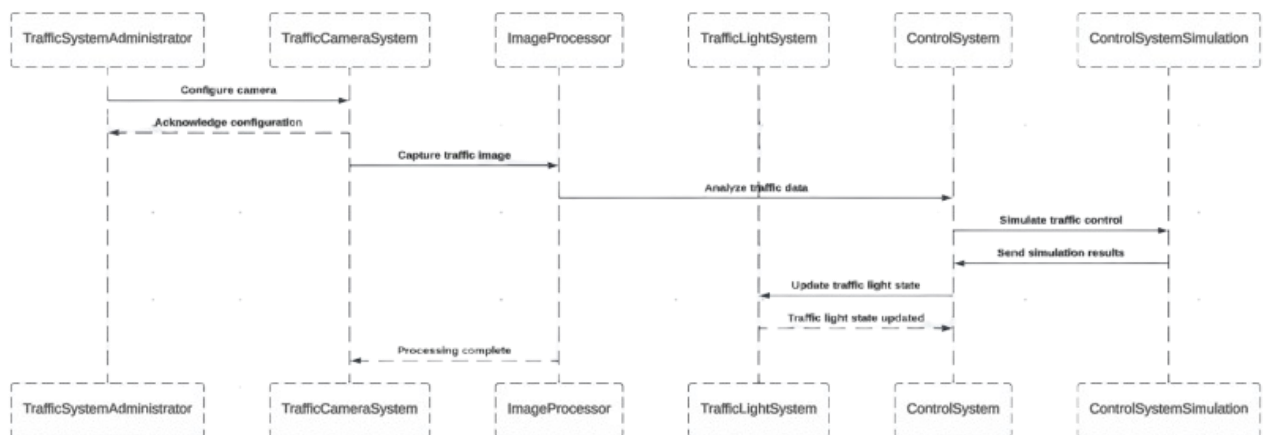 TrafficSystemAdministrator TrafficCameraSystem ImageProcessor TrafficLightSystem ControlSystem ControlSystemSimulation
Configure camera
Acknowledge configuration
Capture traffic image
Analyze traffic data
Simulate traffic control
Send simulation results
Update traffic light state
Traffic light state updated
Processing complete
TrafficSystemAdministrator TrafficCameraSystem ImageProcessor TrafficLightSystem ControlSystem ControlSystemSimulation